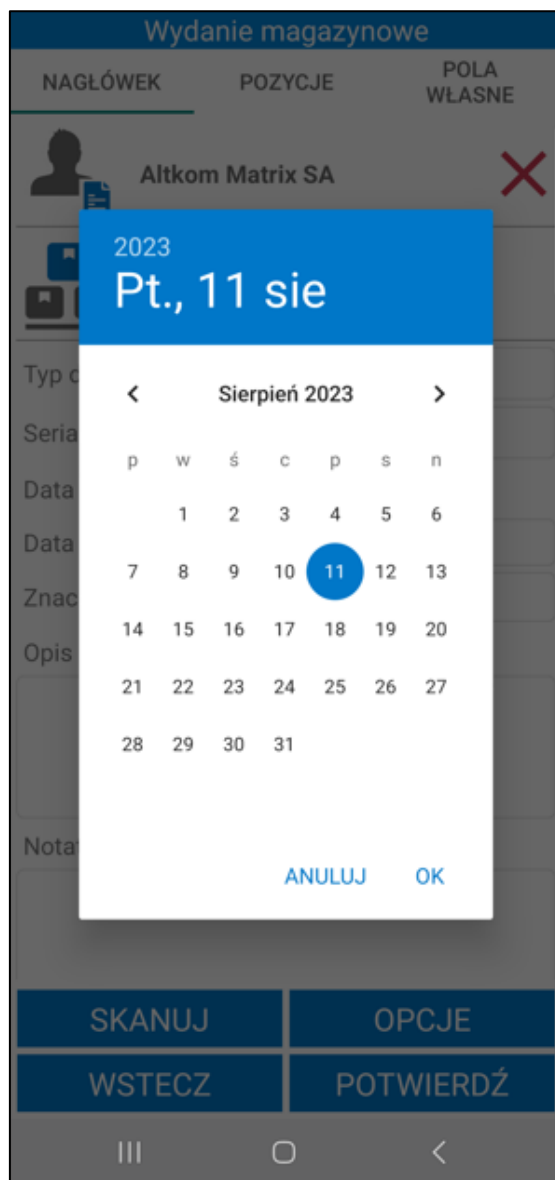 Wydanie magazynowe
NAGŁÓWEK POZYCJE POLA WŁASNE
Altkom Matrix SA
2023
Pt., 11 sie
Typ
Sierpień 2023
Seria
p w ś c p s n
Data
1 2 3 4 5 6
Data
7 8 9 10 11 12 13
Znac
14 15 16 17 18 19 20
Opis
21 22 23 24 25 26 27
28 29 30 31
Nota
ANULUJ OK
SKANUJ OPCJE
WSTECZ POTWIERDŹ